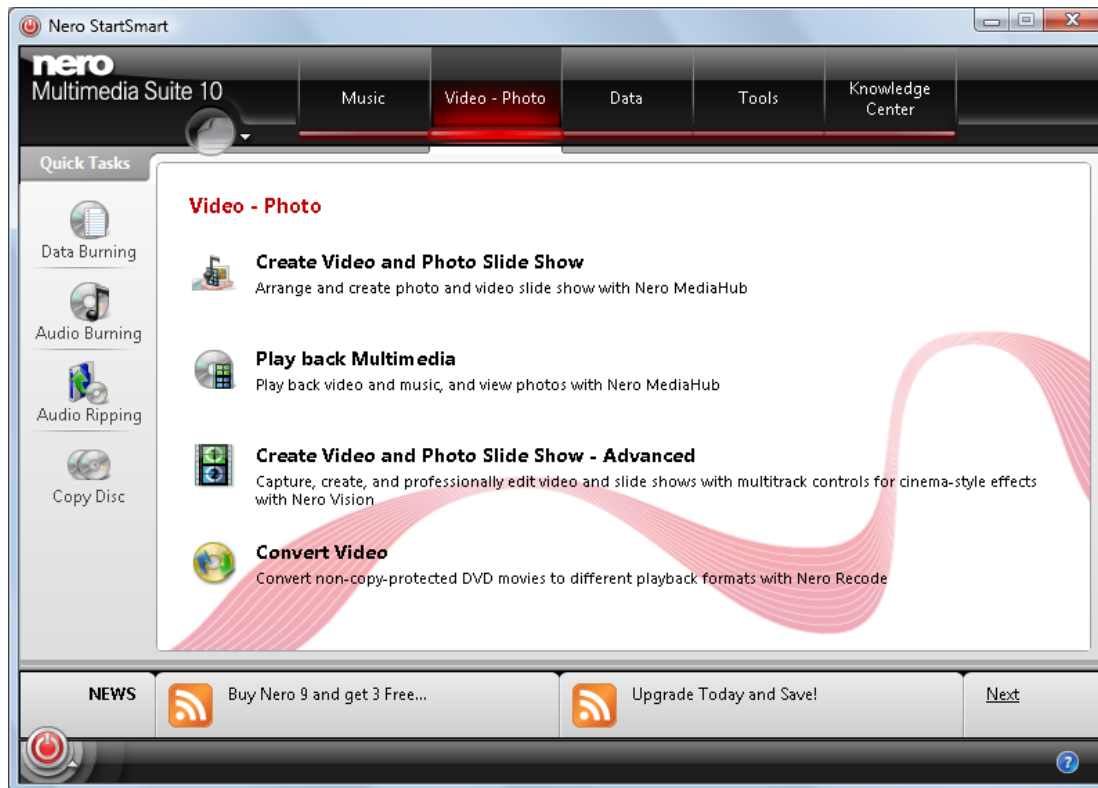 Nero StartSmart
nero
Multimedia Suite 10
Music
Video - Photo
Data
Tools
Knowledge
Center
Quick Tasks
Data Burning
Audio Burning
Audio Ripping
Copy Disc
Video - Photo
Create Video and Photo Slide Show
Arrange and create photo and video slide show with Nero MediaHub
Play back Multimedia
Play back video and music, and view photos with Nero MediaHub
Create Video and Photo Slide Show - Advanced
Capture, create, and professionally edit video and slide shows with multitrack controls for cinema-style effects
with Nero Vision
Convert Video
Convert non-copy-protected DVD movies to different playback formats with Nero Recode
NEWS
Buy Nero 9 and get 3 Free...
Upgrade Today and Save!
Next
?